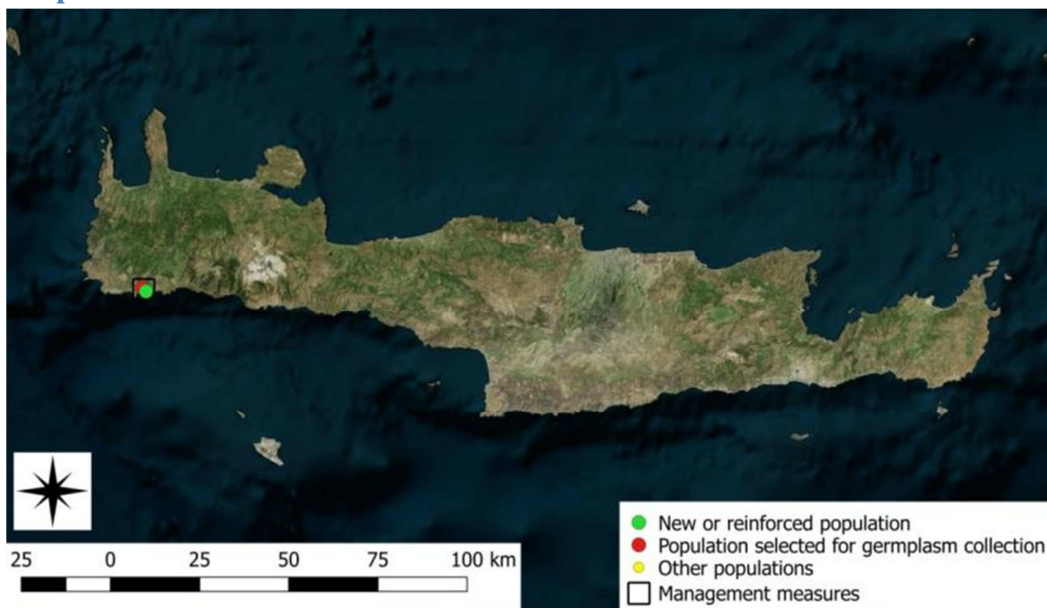 New or reinforced population
Population selected for germplasm collection
Other populations
Management measures
25 0 25 50 75 100 km